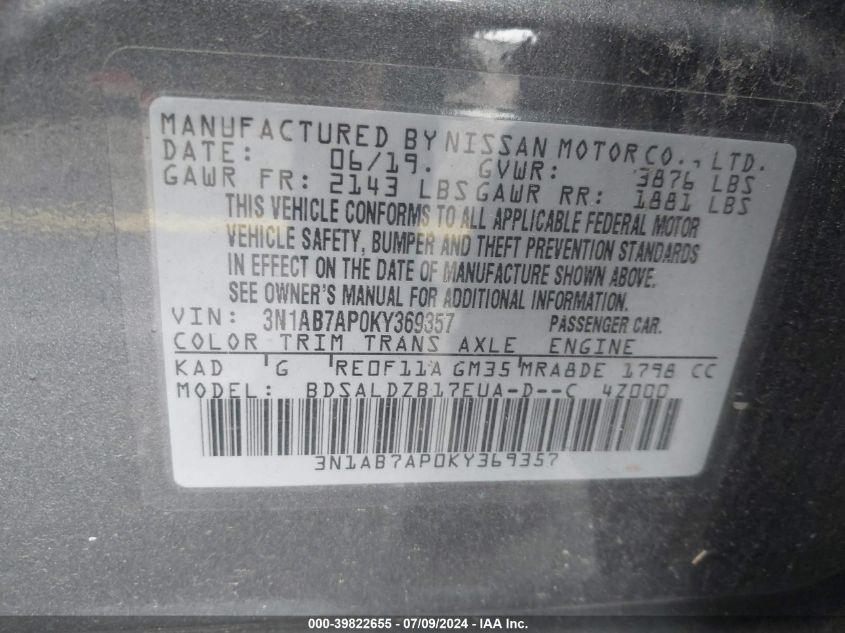 MANUFACTURED BY NISSAN MOTOR CO., LTD.
DATE: 06/19. GVWR: 3876 LBS
GAWR FR: 2143 LBS GAWR RR: 1881 LBS
THIS VEHICLE CONFORMS TO ALL APPLICABLE FEDERAL MOTOR
VEHICLE SAFETY, BUMPER AND THEFT PREVENTION STANDARDS
IN EFFECT ON THE DATE OF MANUFACTURE SHOWN ABOVE.
SEE OWNER'S MANUAL FOR ADDITIONAL INFORMATION.
VIN: 3N1AB7AP0KY369357 PASSENGER CAR.
COLOR TRIM TRANS AXLE ENGINE
KAD G RE0F11A GM35 MRA8DE 1798 CC
MODEL: BDSALDZB17EUA-D--C 4Z000
3N1AB7AP0KY369357
000-39822655 - 07/09/2024 - IAA Inc.